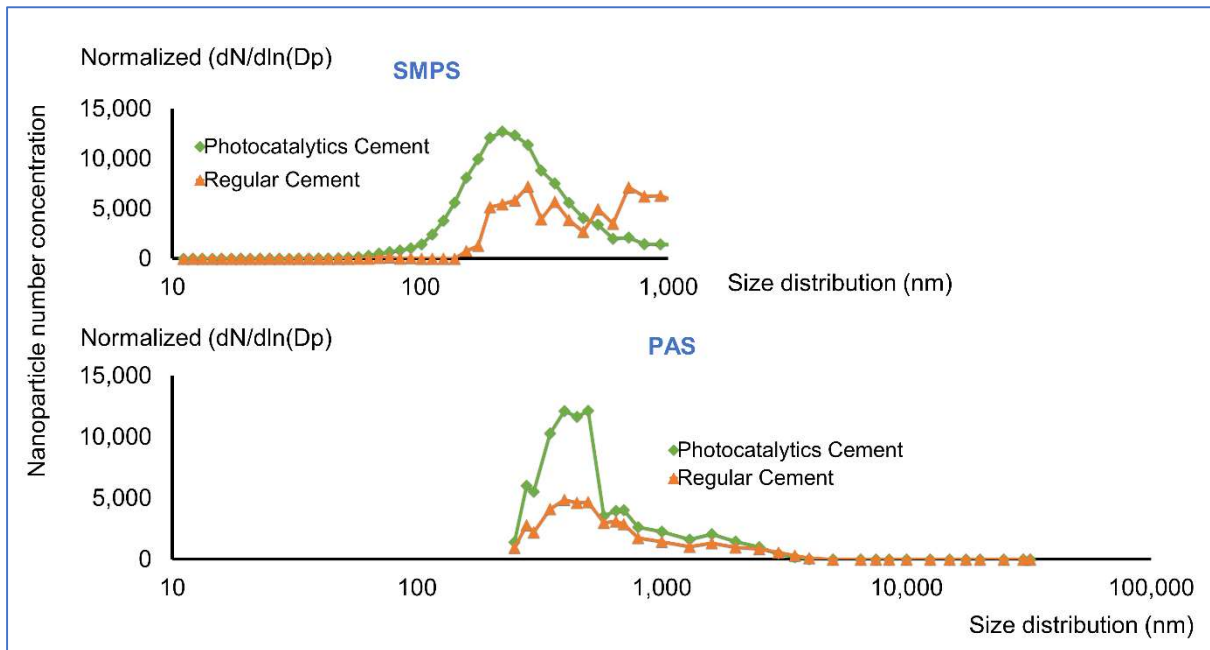 Nanoparticle number concentration
Normalized (dN/dln(Dp)
SMPS
15,000
10,000
5,000
0
Photocatalytics Cement
Regular Cement
10
100
1,000
Size distribution (nm)
Normalized (dN/dln(Dp)
PAS
15,000
10,000
5,000
0
Photocatalytics Cement
Regular Cement
10
100
1,000
10,000
100,000
Size distribution (nm)